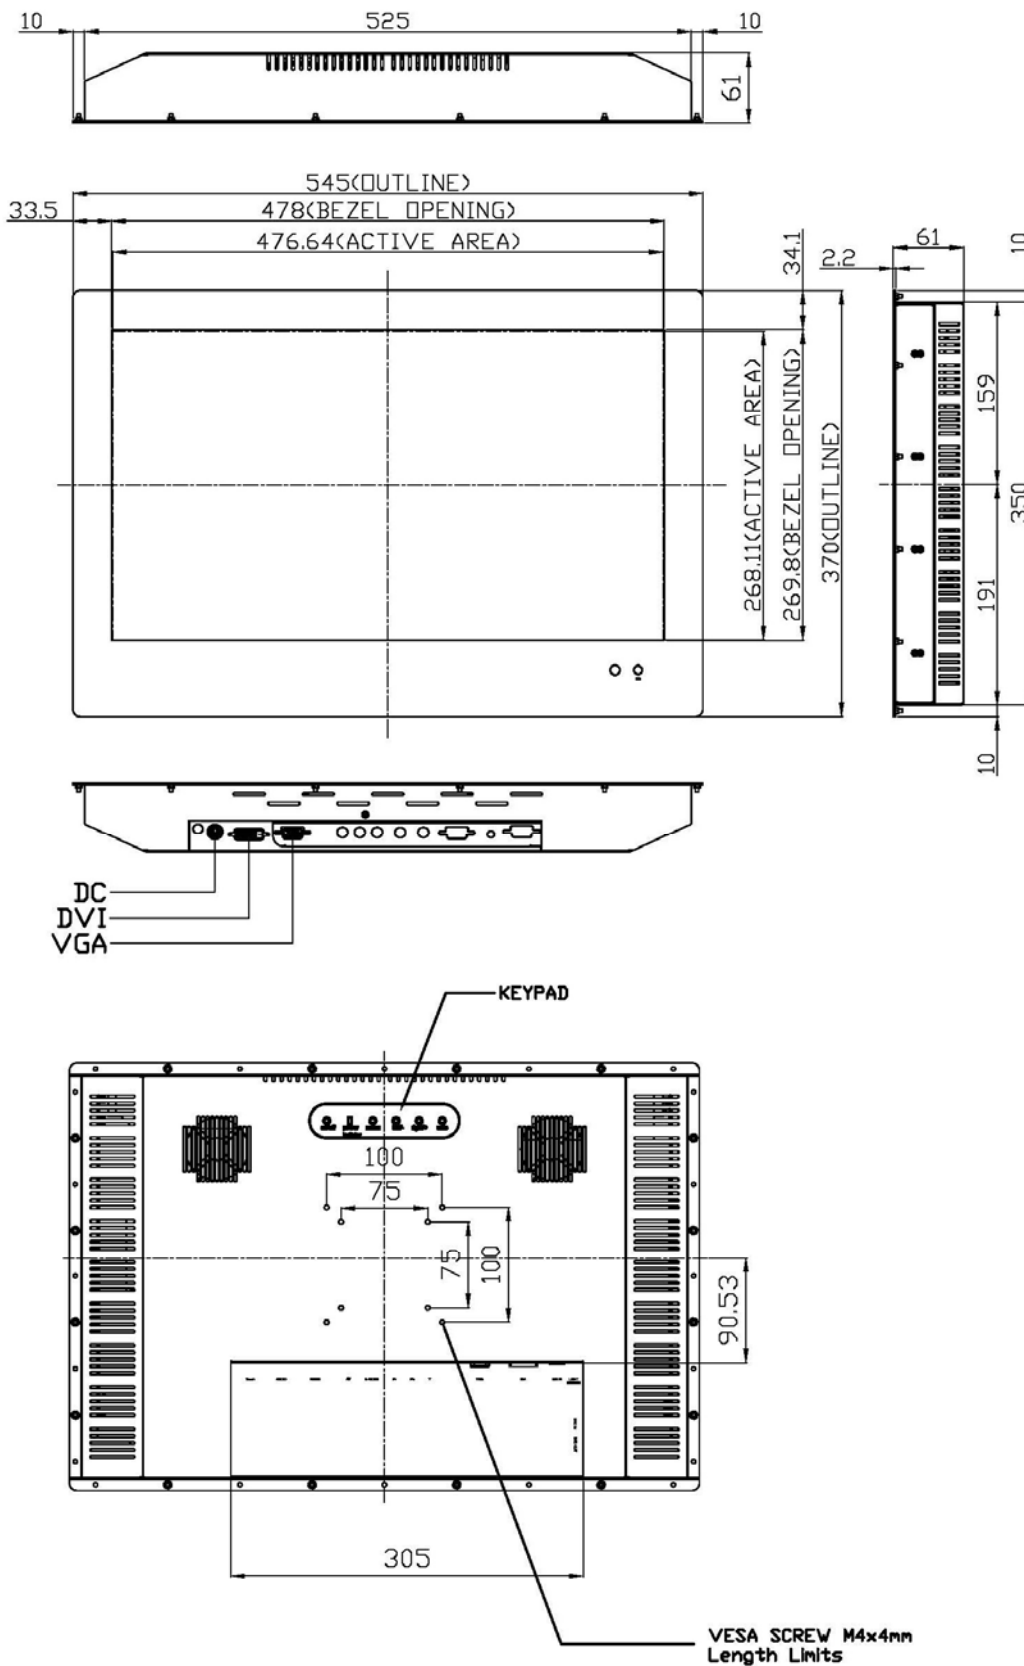 10 525 10
61
545(OUTLINE)
33.5 478(BEZEL OPENING)
476.64(ACTIVE AREA)
34.1
268.11(ACTIVE AREA)
269.8(BEZEL OPENING)
370(OUTLINE)
61
2.2
10
159
350
191
10
DC
DVI
VGA
KEYPAD
100
75
75
100
90.53
305
VESA SCREW M4x4mm
Length Limits